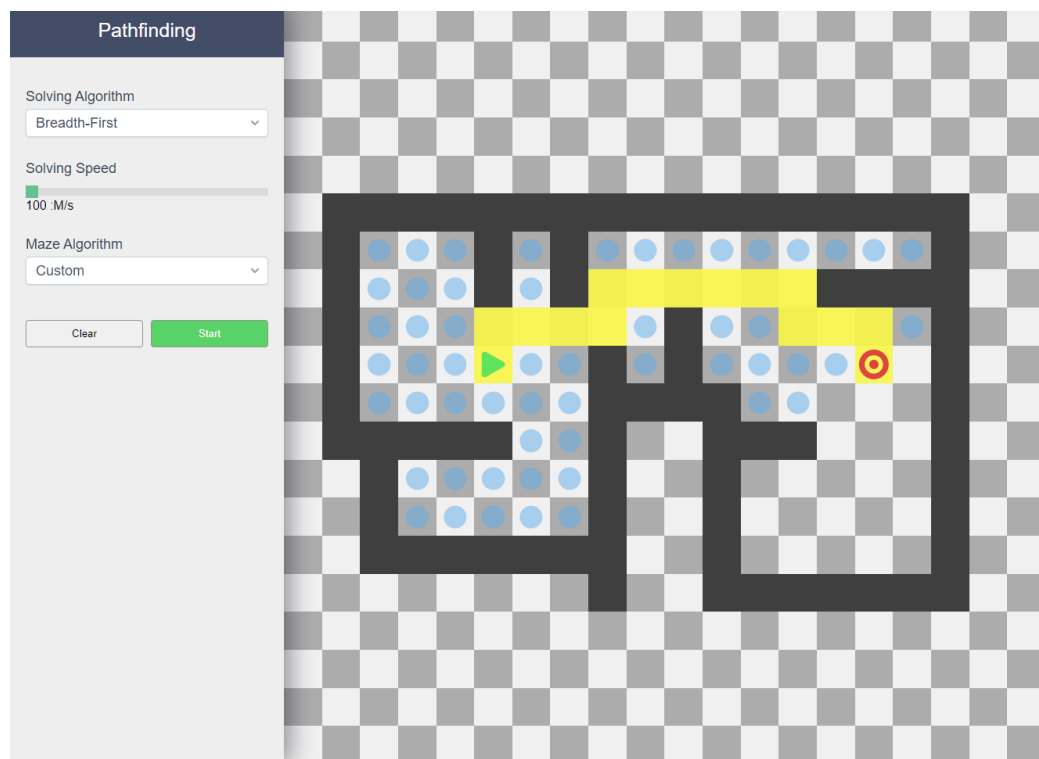 Pathfinding
Solving Algorithm
Breadth-First
Solving Speed
100 :M/s
Maze Algorithm
Custom
Clear
Start